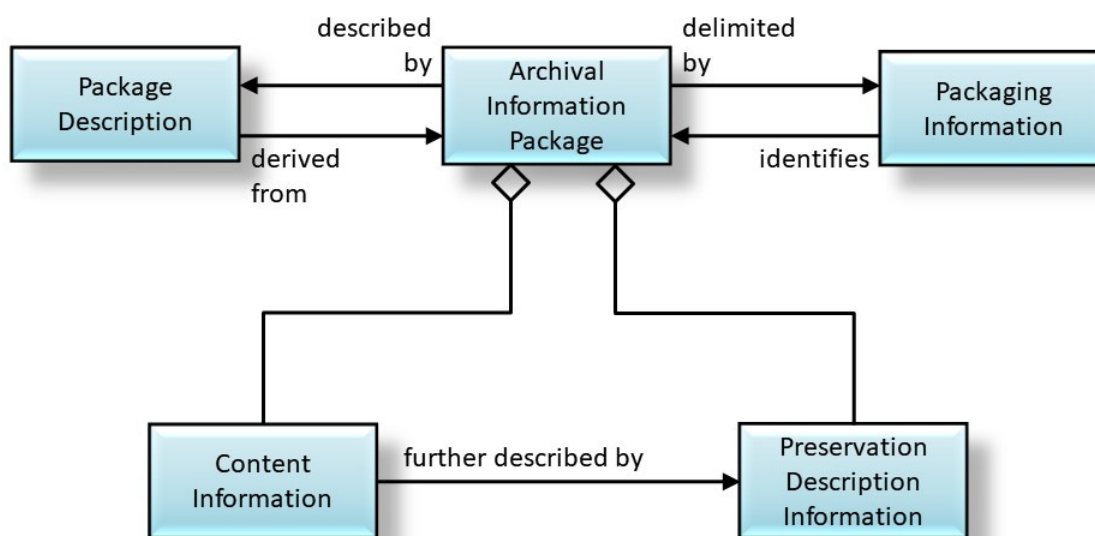 described
by
delimited
by
Package
Description
Archival
Information
Package
Packaging
Information
derived
from
identifies
Content
Information
further described by
Preservation
Description
Information